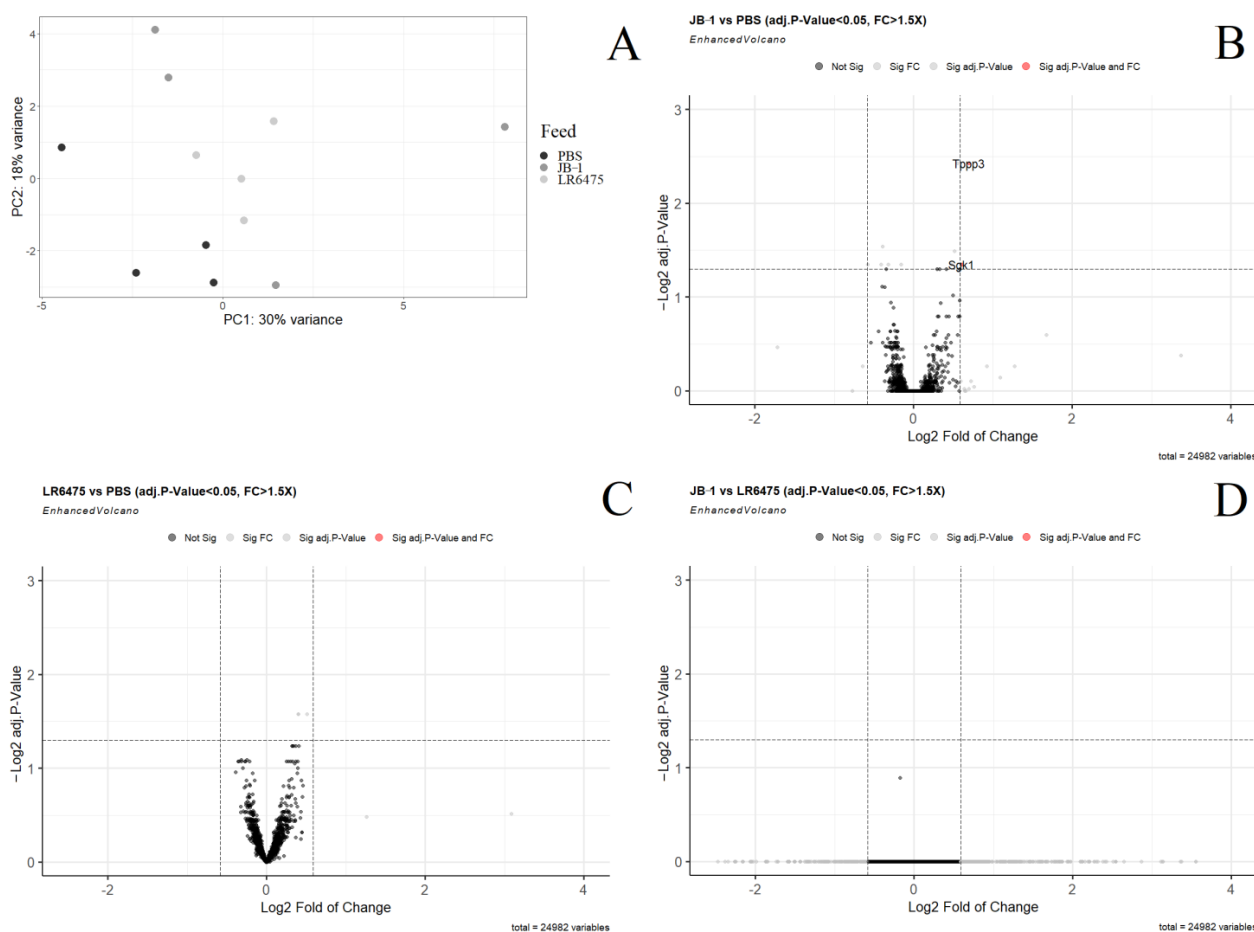 A
4
2
0
-2
-5
0
5
PC2: 18% variance
PC1: 30% variance
Feed
PBS
JB-1
LR6475
JB-1 vs PBS (adj.P-Value<0.05, FC>1.5X)
EnhancedVolcano
B
Not Sig Sig FC Sig adj.P-Value Sig adj.P-Value and FC
3
2
1
0
-2 0 2 4
−Log2 adj.P-Value
Tppp3
Sgk1
Log2 Fold of Change
total = 24982 variables
LR6475 vs PBS (adj.P-Value<0.05, FC>1.5X)
EnhancedVolcano
C
Not Sig Sig FC Sig adj.P-Value Sig adj.P-Value and FC
3
2
1
0
-2 0 2 4
−Log2 adj.P-Value
Log2 Fold of Change
total = 24982 variables
JB-1 vs LR6475 (adj.P-Value<0.05, FC>1.5X)
EnhancedVolcano
D
Not Sig Sig FC Sig adj.P-Value Sig adj.P-Value and FC
3
2
1
0
-2 0 2 4
−Log2 adj.P-Value
Log2 Fold of Change
total = 24982 variables